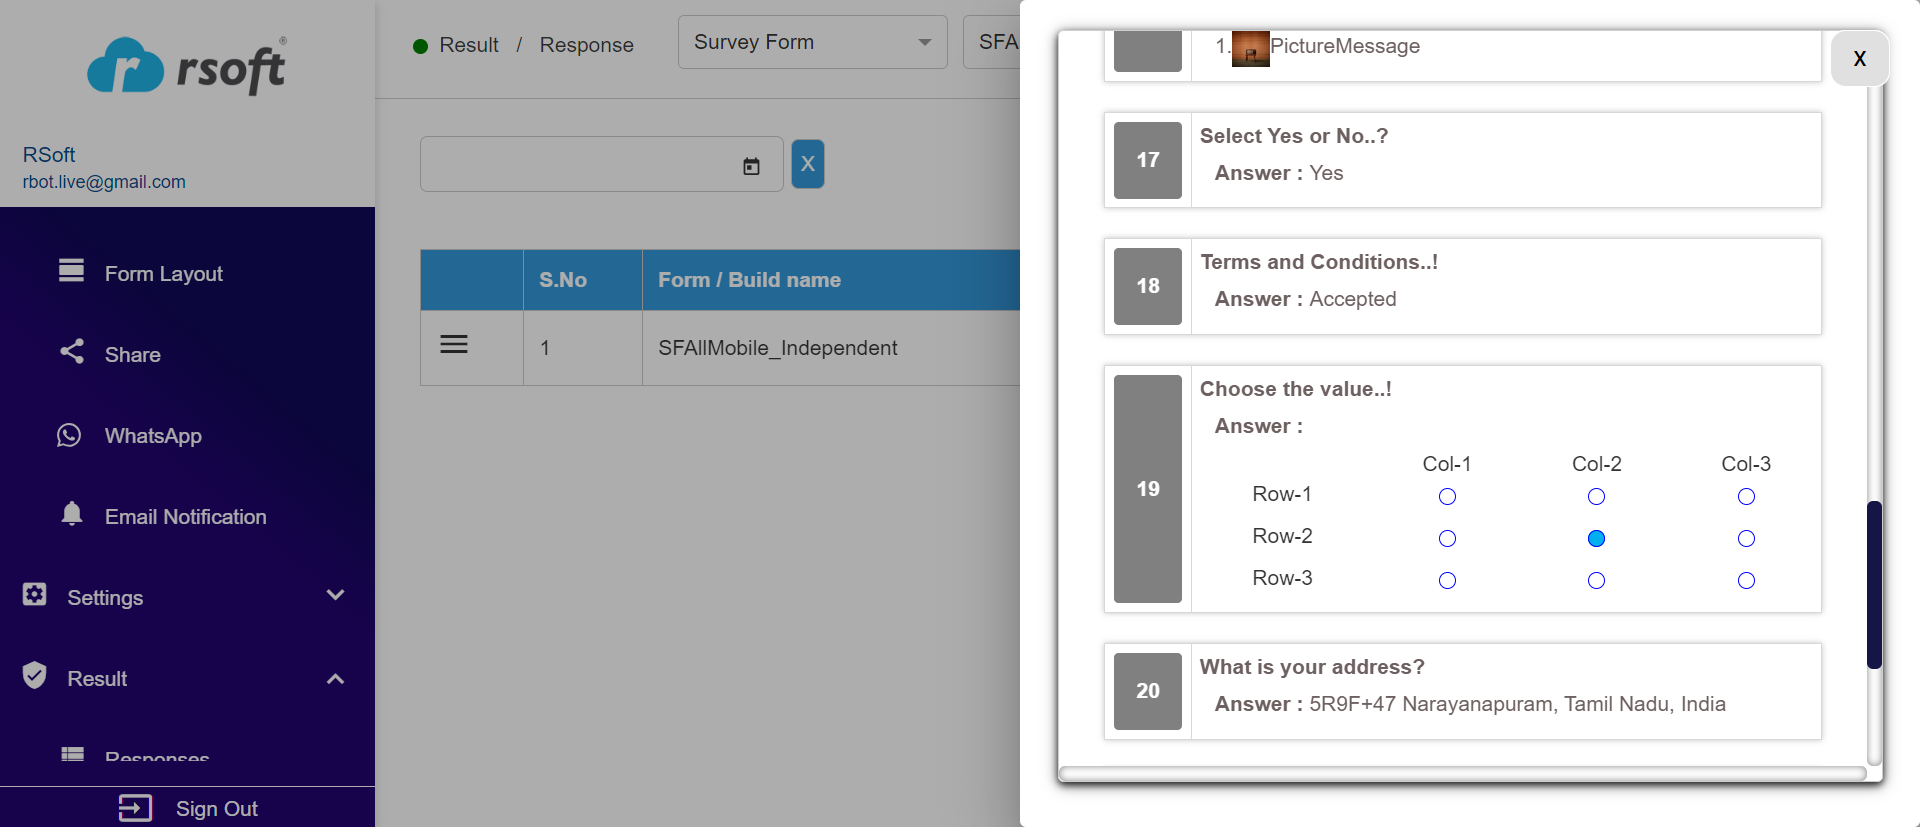 rsoft®
RSoft
rbot.live@gmail.com
Form Layout
Share
WhatsApp
Email Notification
Settings
Result
Responses
Sign Out
Result / Response
Survey Form
SFA
X
S.No Form / Build name
1 SFAllMobile_Independent
X
1. PictureMessage
17
Select Yes or No..?
Answer : Yes
18
Terms and Conditions..!
Answer : Accepted
19
Choose the value..!
Answer :
Col-1 Col-2 Col-3
Row-1
Row-2
Row-3
20
What is your address?
Answer : 5R9F+47 Narayanapuram, Tamil Nadu, India